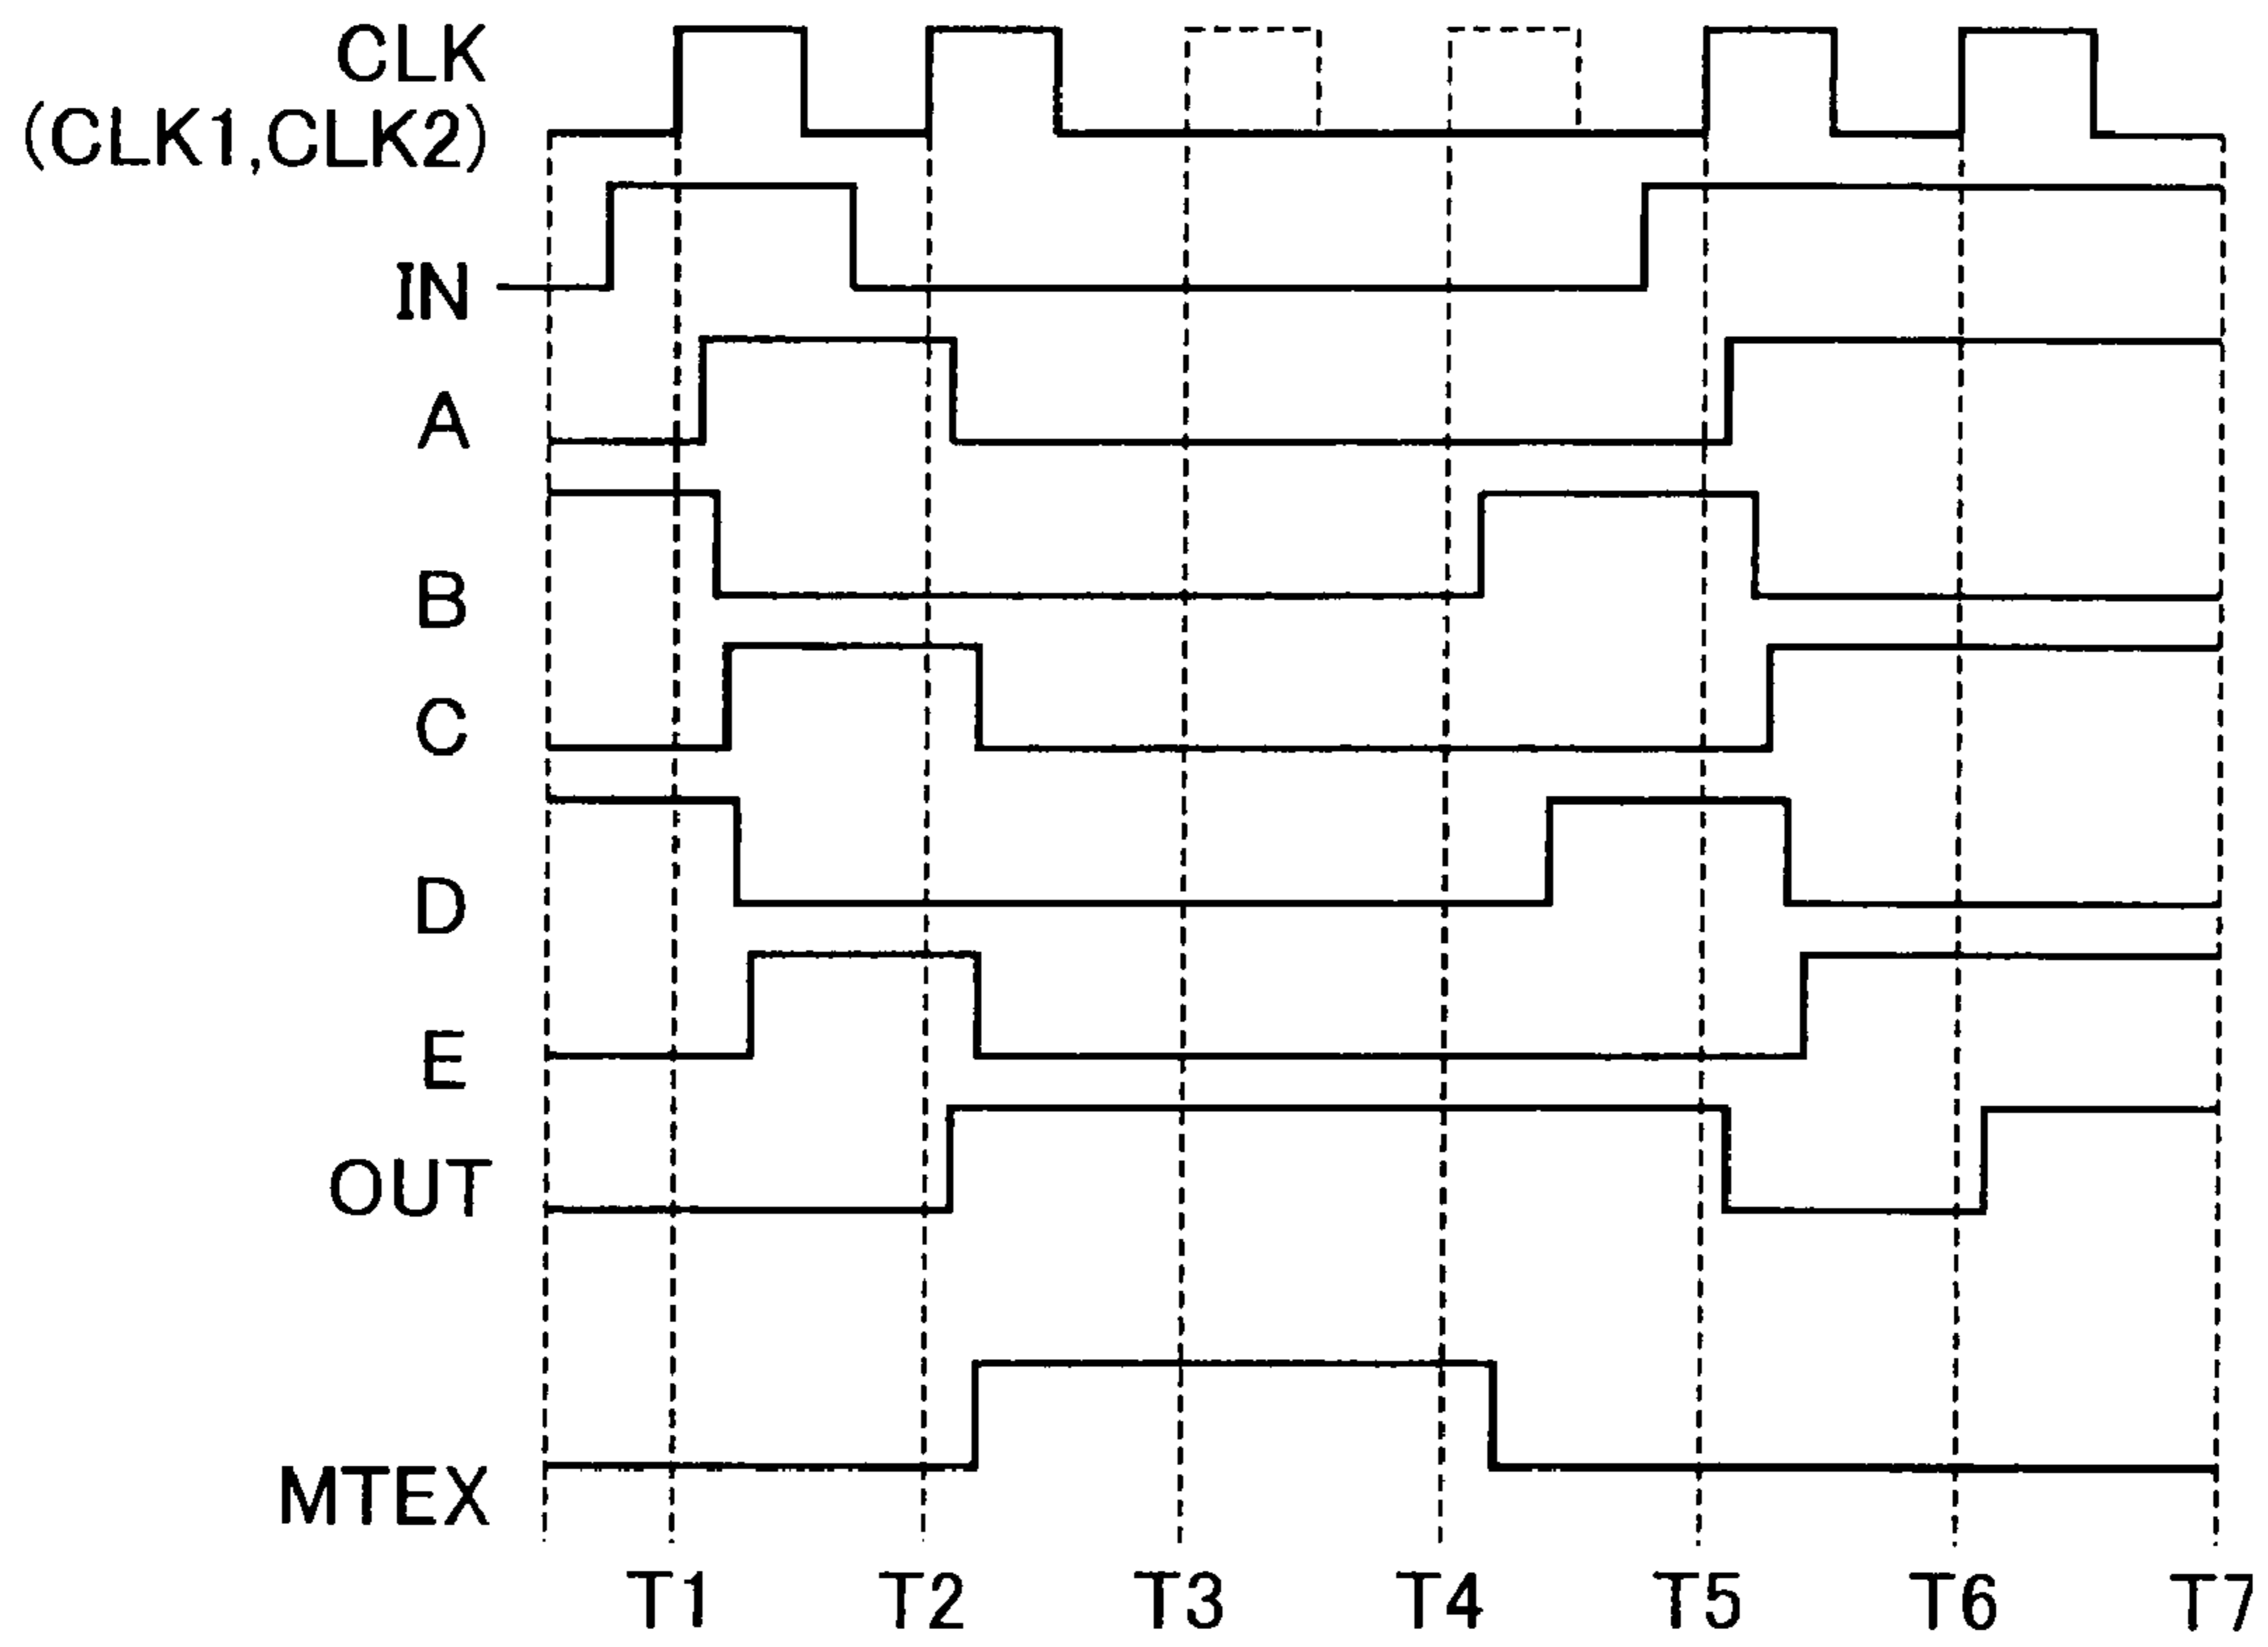 CLK
(CLK1,CLK2)
IN
A
B
C
D
E
OUT
MTEX
T1 T2 T3 T4 T5 T6 T7